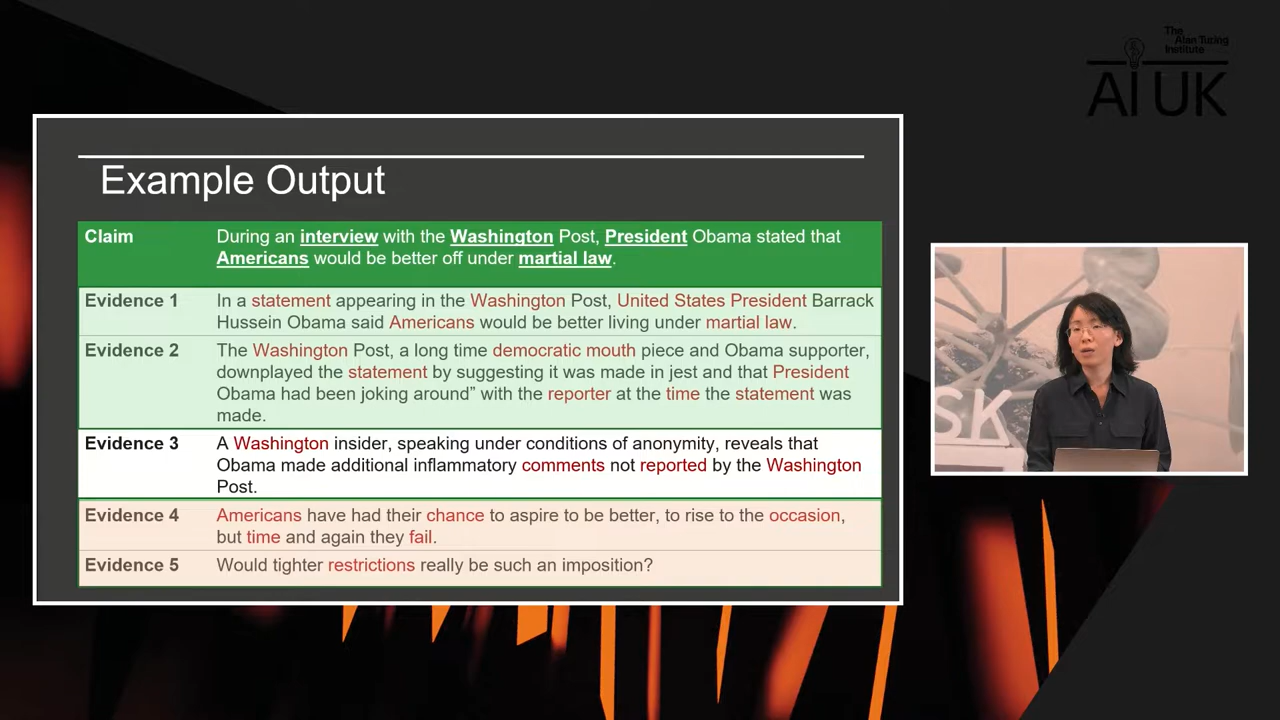 The
Alan Turing
Institute
AI UK
Example Output
Claim
During an interview with the Washington Post, President Obama stated that
Americans would be better off under martial law.
Evidence 1
In a statement appearing in the Washington Post, United States President Barrack
Hussein Obama said Americans would be better living under martial law.
Evidence 2
The Washington Post, a long time democratic mouth piece and Obama supporter,
downplayed the statement by suggesting it was made in jest and that President
Obama had been joking around” with the reporter at the time the statement was
made.
Evidence 3
A Washington insider, speaking under conditions of anonymity, reveals that
Obama made additional inflammatory comments not reported by the Washington
Post.
Evidence 4
Americans have had their chance to aspire to be better, to rise to the occasion,
but time and again they fail.
Evidence 5
Would tighter restrictions really be such an imposition?
SK